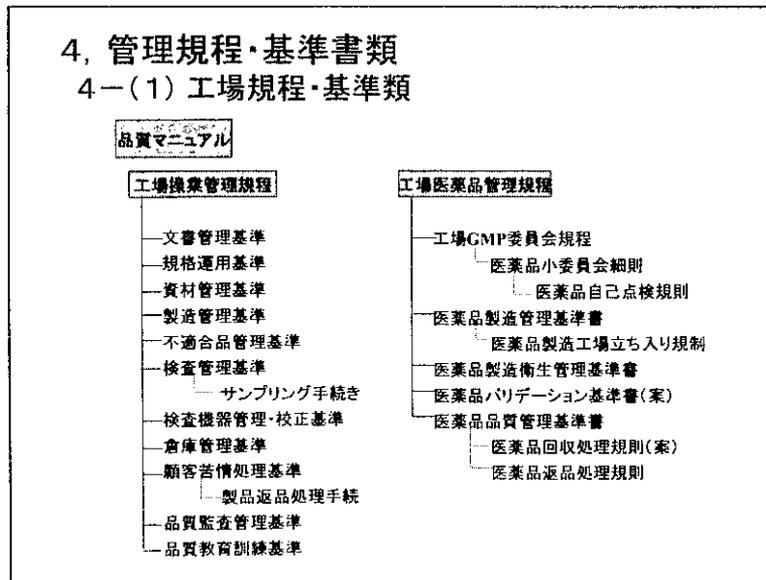 4, 管理規程・基準書類
4-(1) 工場規程・基準類
品質マニュアル
工場操業管理規程
文書管理基準
規格運用基準
資材管理基準
製造管理基準
不適合品管理基準
検査管理基準
サンプリング手続き
検査機器管理・校正基準
倉庫管理基準
顧客苦情処理基準
製品返品処理手続
品質監査管理基準
品質教育訓練基準
工場医薬品管理規程
工場GMP委員会規程
医薬品小委員会細則
医薬品自己点検規則
医薬品製造管理基準書
医薬品製造工場立ち入り規制
医薬品製造衛生管理基準書
医薬品バリデーション基準書(案)
医薬品品質管理基準書
医薬品回収処理規則(案)
医薬品返品処理規則